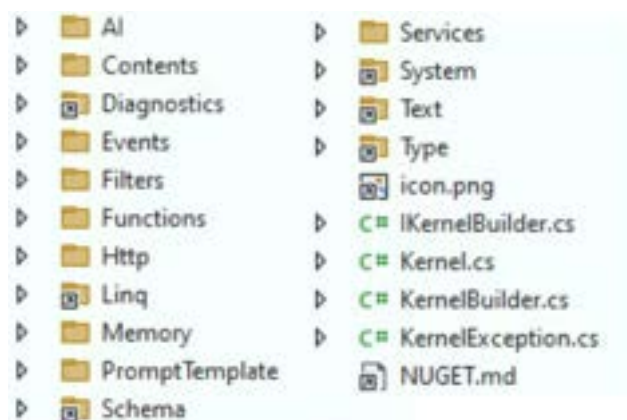 AI
Contents
Diagnostics
Events
Filters
Functions
Http
Linq
Memory
PromptTemplate
Schema
Services
System
Text
Type
icon.png
C# IKernelBuilder.cs
C# Kernel.cs
C# KernelBuilder.cs
C# KernelException.cs
NUGET.md